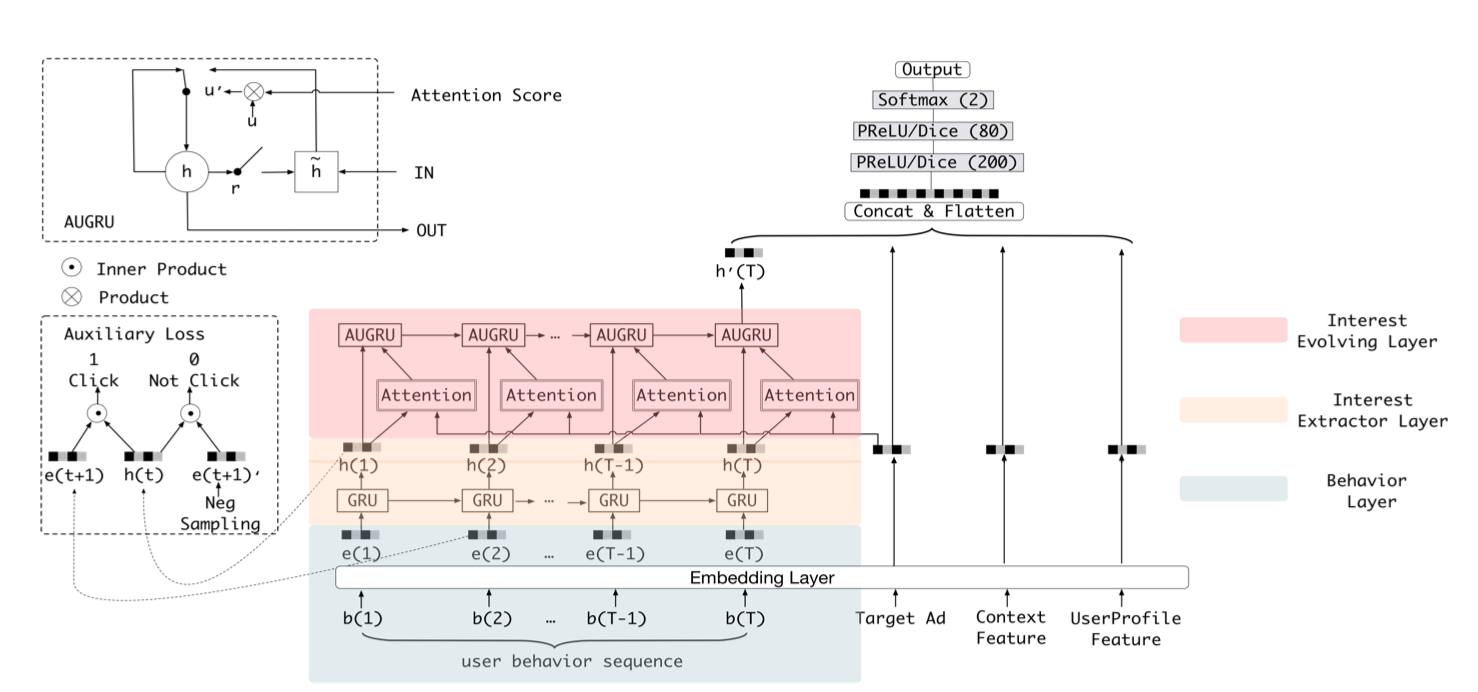 Output
Softmax (2)
PReLU/Dice (80)
PReLU/Dice (200)
Concat & Flatten
u′
u
Attention Score
h
r
h̃
IN
AUGRU
OUT
Inner Product
Product
h′(T)
Auxiliary Loss
1
Click
0
Not Click
e(t+1)
h(t)
e(t+1)′
Neg
Sampling
AUGRU
AUGRU
...
AUGRU
AUGRU
Attention
Attention
Attention
Attention
h(1)
h(2)
h(T-1)
h(T)
GRU
GRU
...
GRU
GRU
e(1)
e(2)
...
e(T-1)
e(T)
Embedding Layer
b(1)
b(2)
...
b(T-1)
b(T)
Target Ad
Context
Feature
UserProfile
Feature
user behavior sequence
Interest
Evolving Layer
Interest
Extractor Layer
Behavior
Layer